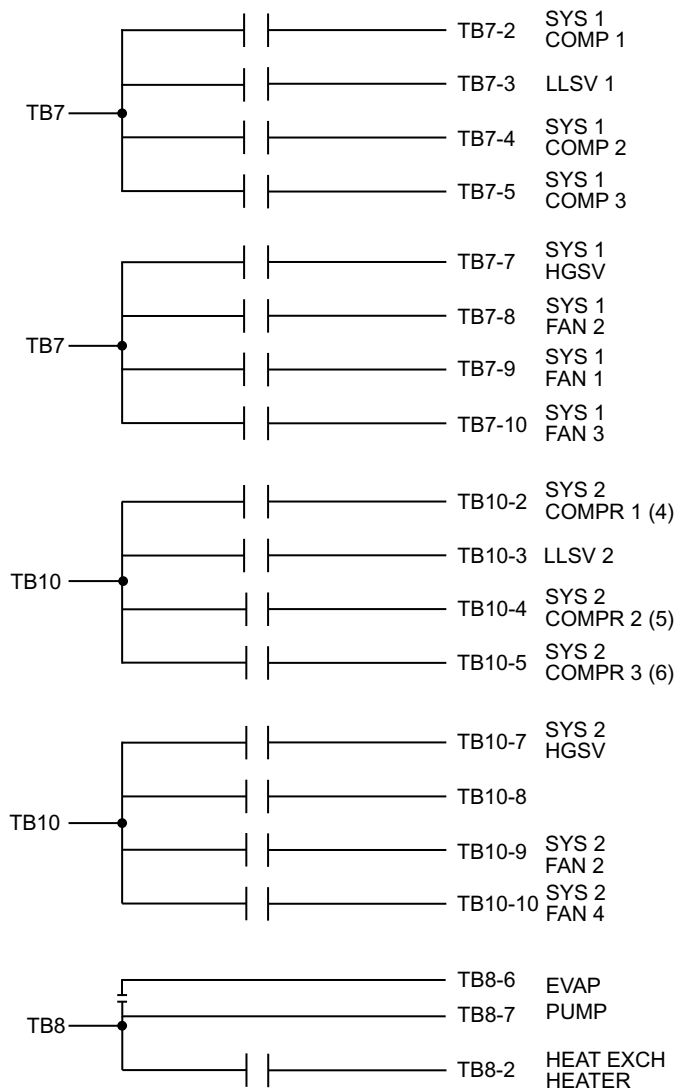 TB7
TB7-2 SYS 1
COMP 1
TB7-3 LLSV 1
TB7-4 SYS 1
COMP 2
TB7-5 SYS 1
COMP 3
TB7
TB7-7 SYS 1
HGSV
TB7-8 SYS 1
FAN 2
TB7-9 SYS 1
FAN 1
TB7-10 SYS 1
FAN 3
TB10
TB10-2 SYS 2
COMPR 1 (4)
TB10-3 LLSV 2
TB10-4 SYS 2
COMPR 2 (5)
TB10-5 SYS 2
COMPR 3 (6)
TB10
TB10-7 SYS 2
HGSV
TB10-8
TB10-9 SYS 2
FAN 2
TB10-10 SYS 2
FAN 4
TB8
TB8-6 EVAP
TB8-7 PUMP
TB8-2 HEAT EXCH
HEATER